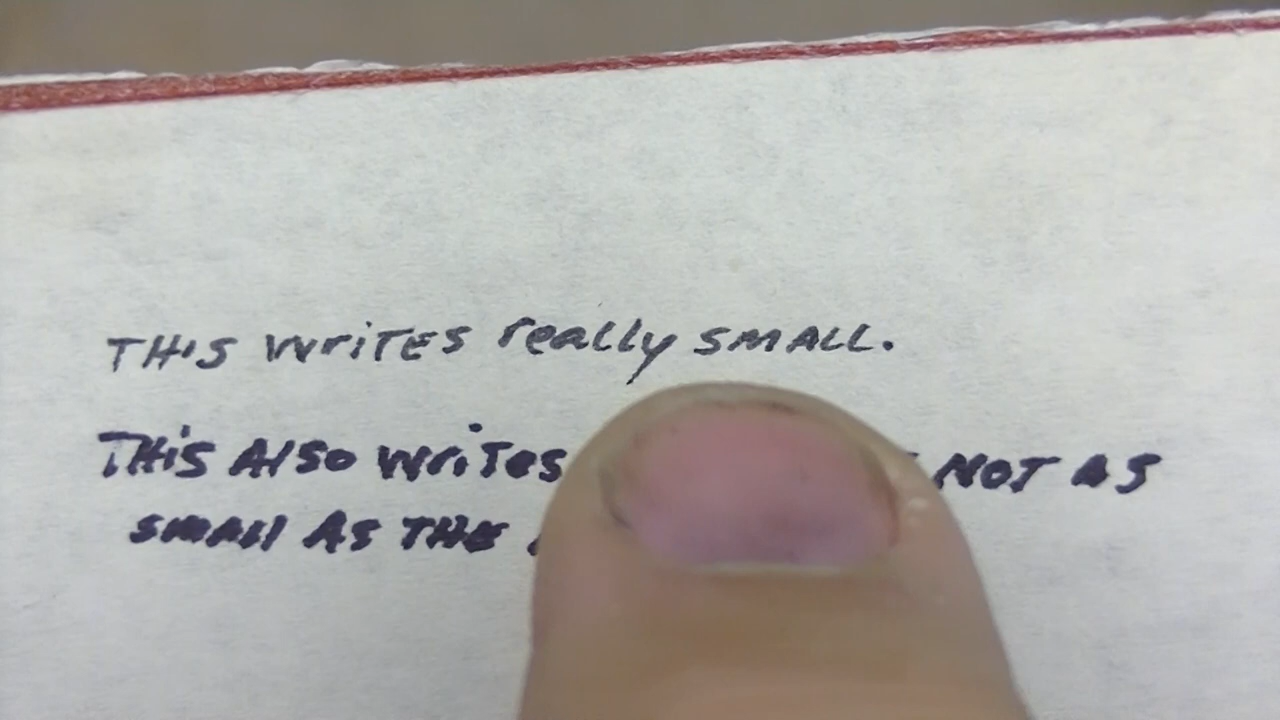 THis WriTES really SMALL.
THis Also WriTes NOT AS
SMAll As THE